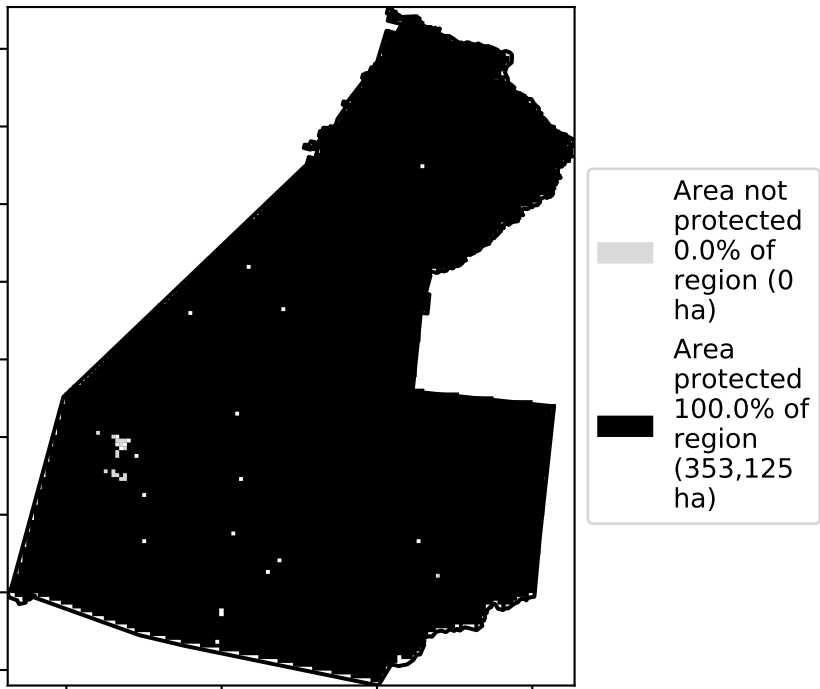 Area not
protected
0.0% of
region (0
ha)
Area
protected
100.0% of
region
(353,125
ha)